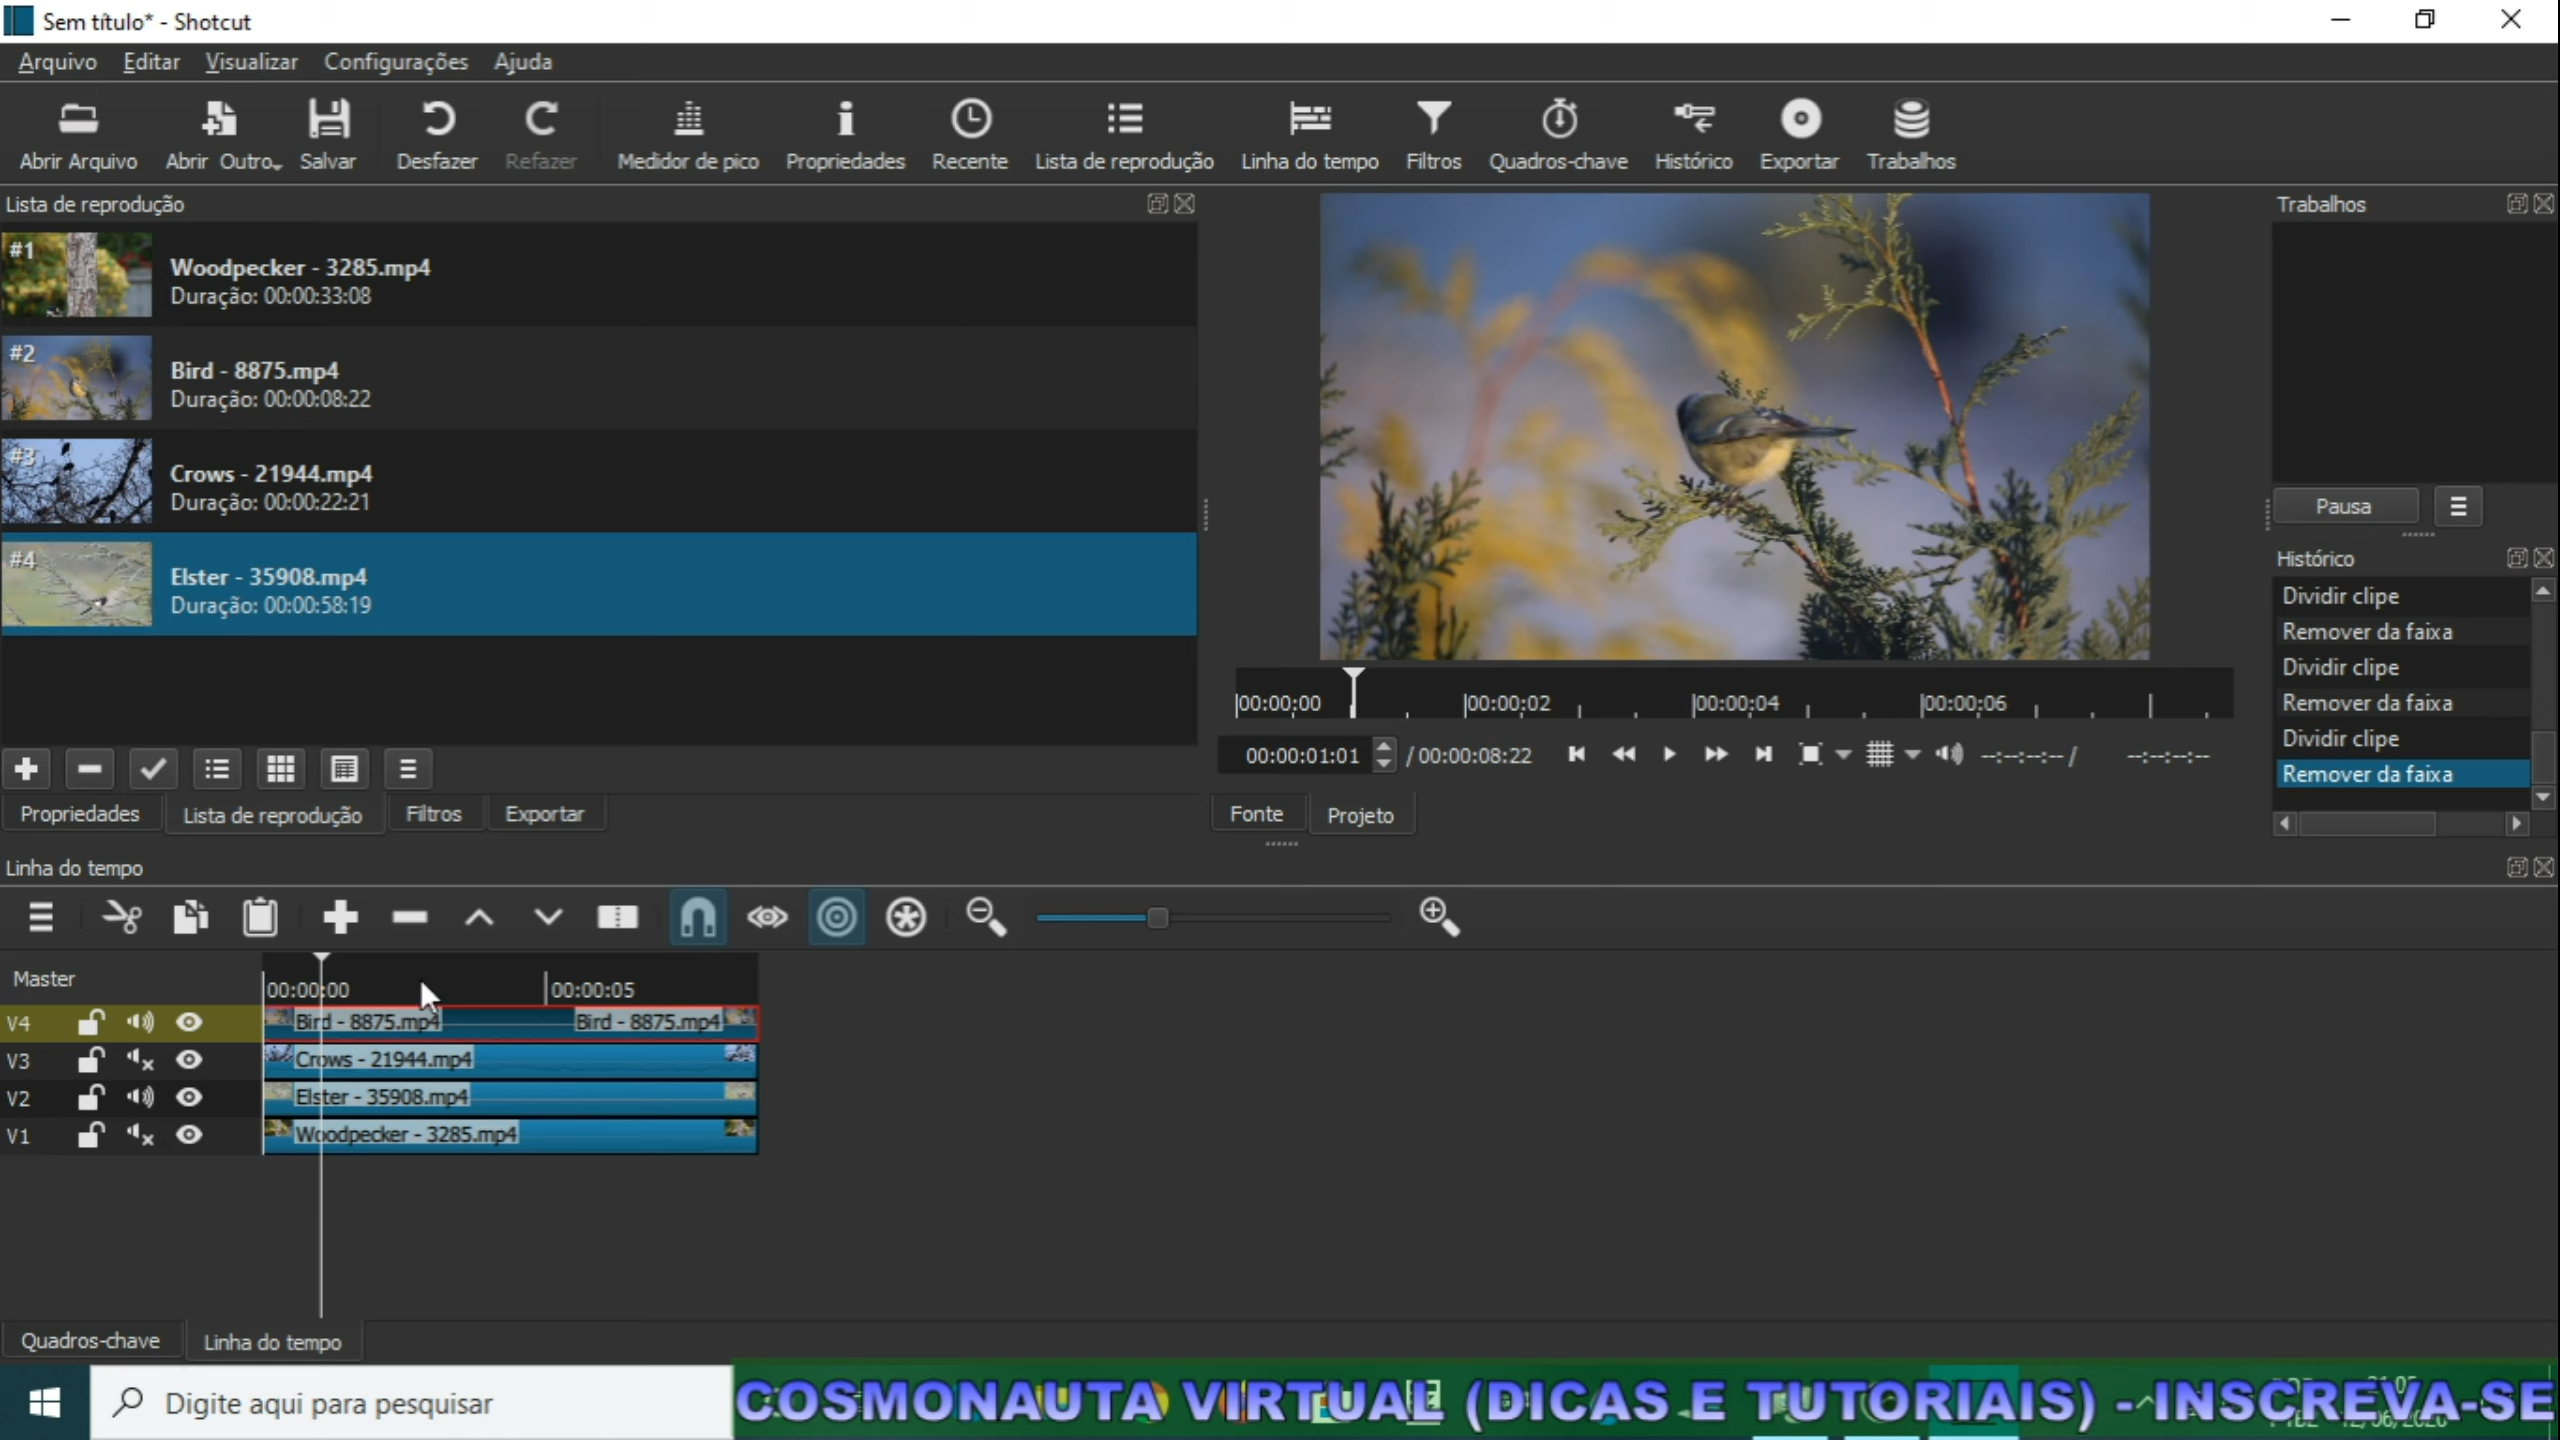 Sem título* - Shotcut
Arquivo Editar Visualizar Configurações Ajuda
Abrir Arquivo Abrir Outro Salvar Desfazer Refazer Medidor de pico Propriedades Recente Lista de reprodução Linha do tempo Filtros Quadros-chave Histórico Exportar Trabalhos
Lista de reprodução
#1
Woodpecker - 3285.mp4
Duração: 00:00:33:08
#2
Bird - 8875.mp4
Duração: 00:00:08:22
#3
Crows - 21944.mp4
Duração: 00:00:22:21
#4
Elster - 35908.mp4
Duração: 00:00:58:19
Propriedades Lista de reprodução Filtros Exportar
00:00:00 00:00:02 00:00:04 00:00:06
00:00:01:01 / 00:00:08:22 --:--:--:-- / --:--:--:--
Fonte Projeto
Trabalhos
Pausa
Histórico
Dividir clipe
Remover da faixa
Dividir clipe
Remover da faixa
Dividir clipe
Remover da faixa
Linha do tempo
Master 00:00:00 00:00:05
V4 Bird - 8875.mp4 Bird - 8875.mp4
V3 Crows - 21944.mp4
V2 Elster - 35908.mp4
V1 Woodpecker - 3285.mp4
Quadros-chave Linha do tempo
Digite aqui para pesquisar
COSMONAUTA VIRTUAL (DICAS E TUTORIAIS) - INSCREVA-SE